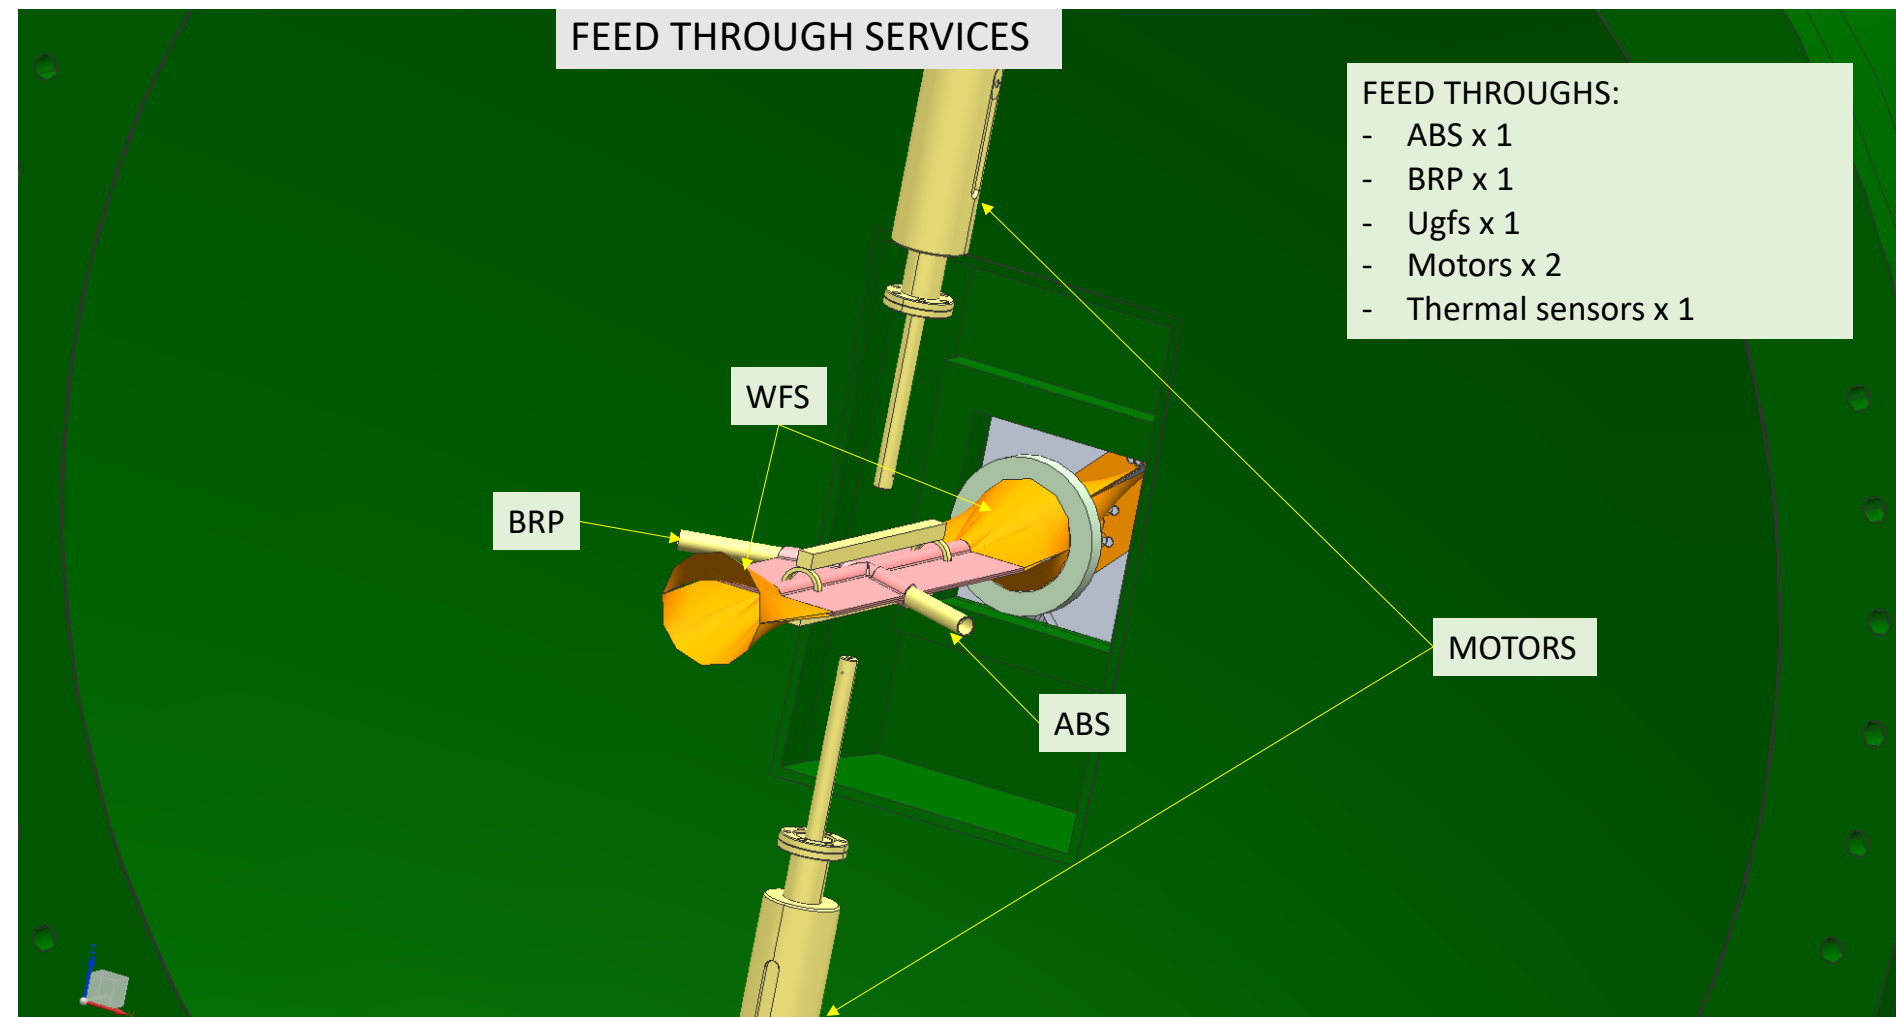 FEED THROUGH SERVICES
FEED THROUGHS:
- ABS x 1
- BRP x 1
- Ugfs x 1
- Motors x 2
- Thermal sensors x 1
WFS
BRP
MOTORS
ABS
Z